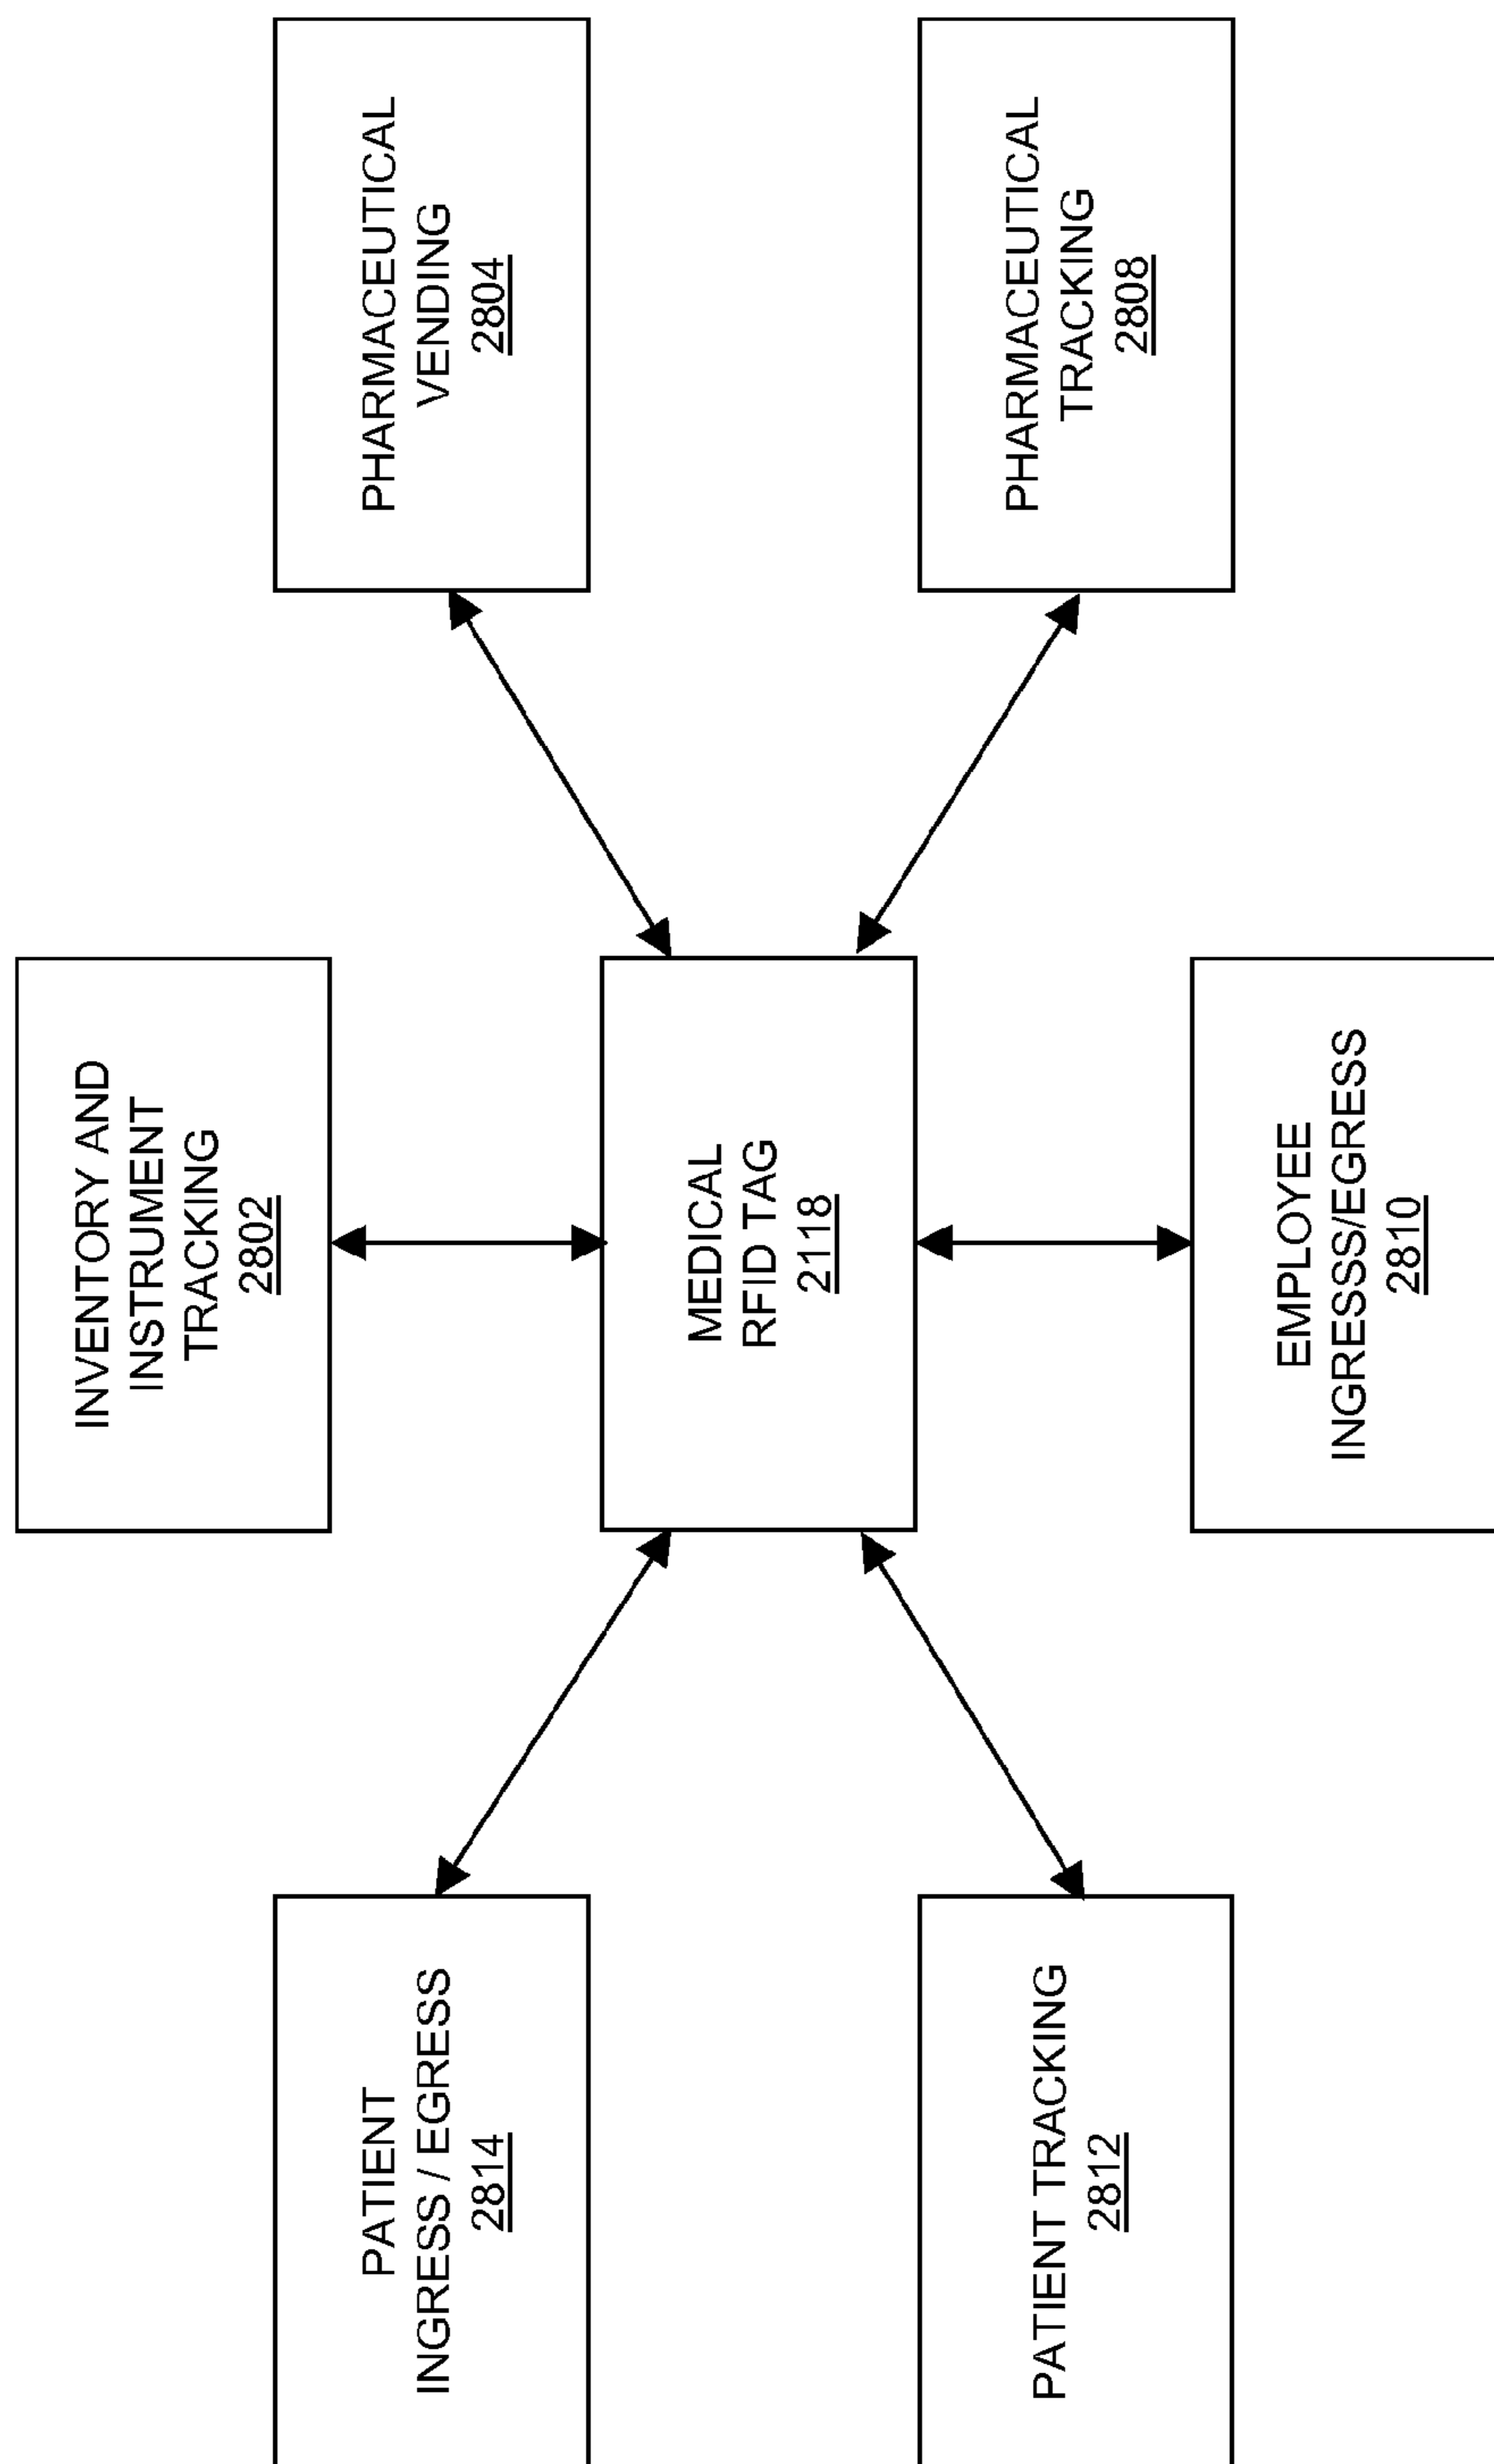 INVENTORY AND
INSTRUMENT
TRACKING
2802
PATIENT
INGRESS / EGRESS
2814
PHARMACEUTICAL
VENDING
2804
MEDICAL
RFID TAG
2118
PATIENT TRACKING
2812
PHARMACEUTICAL
TRACKING
2808
EMPLOYEE
INGRESSS/EGRESS
2810